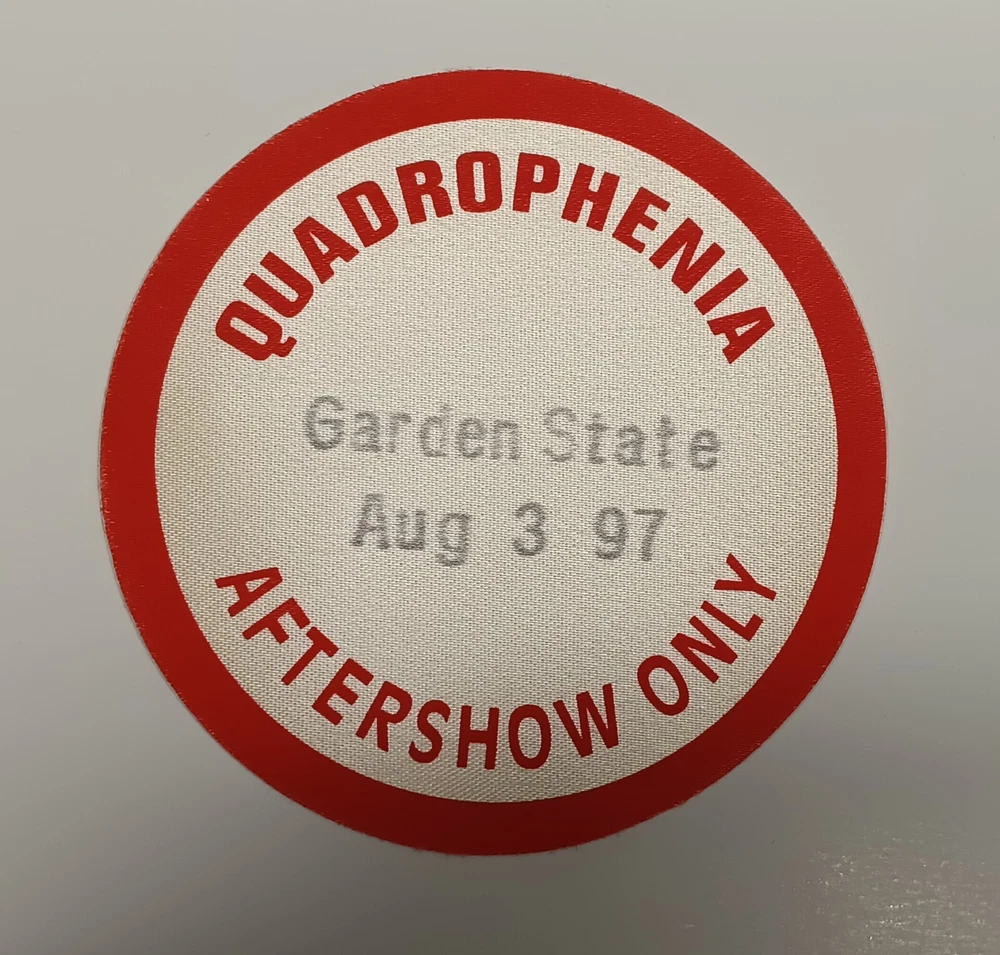 QUADROPHENIA
Garden State
Aug 3 97
AFTERSHOW ONLY